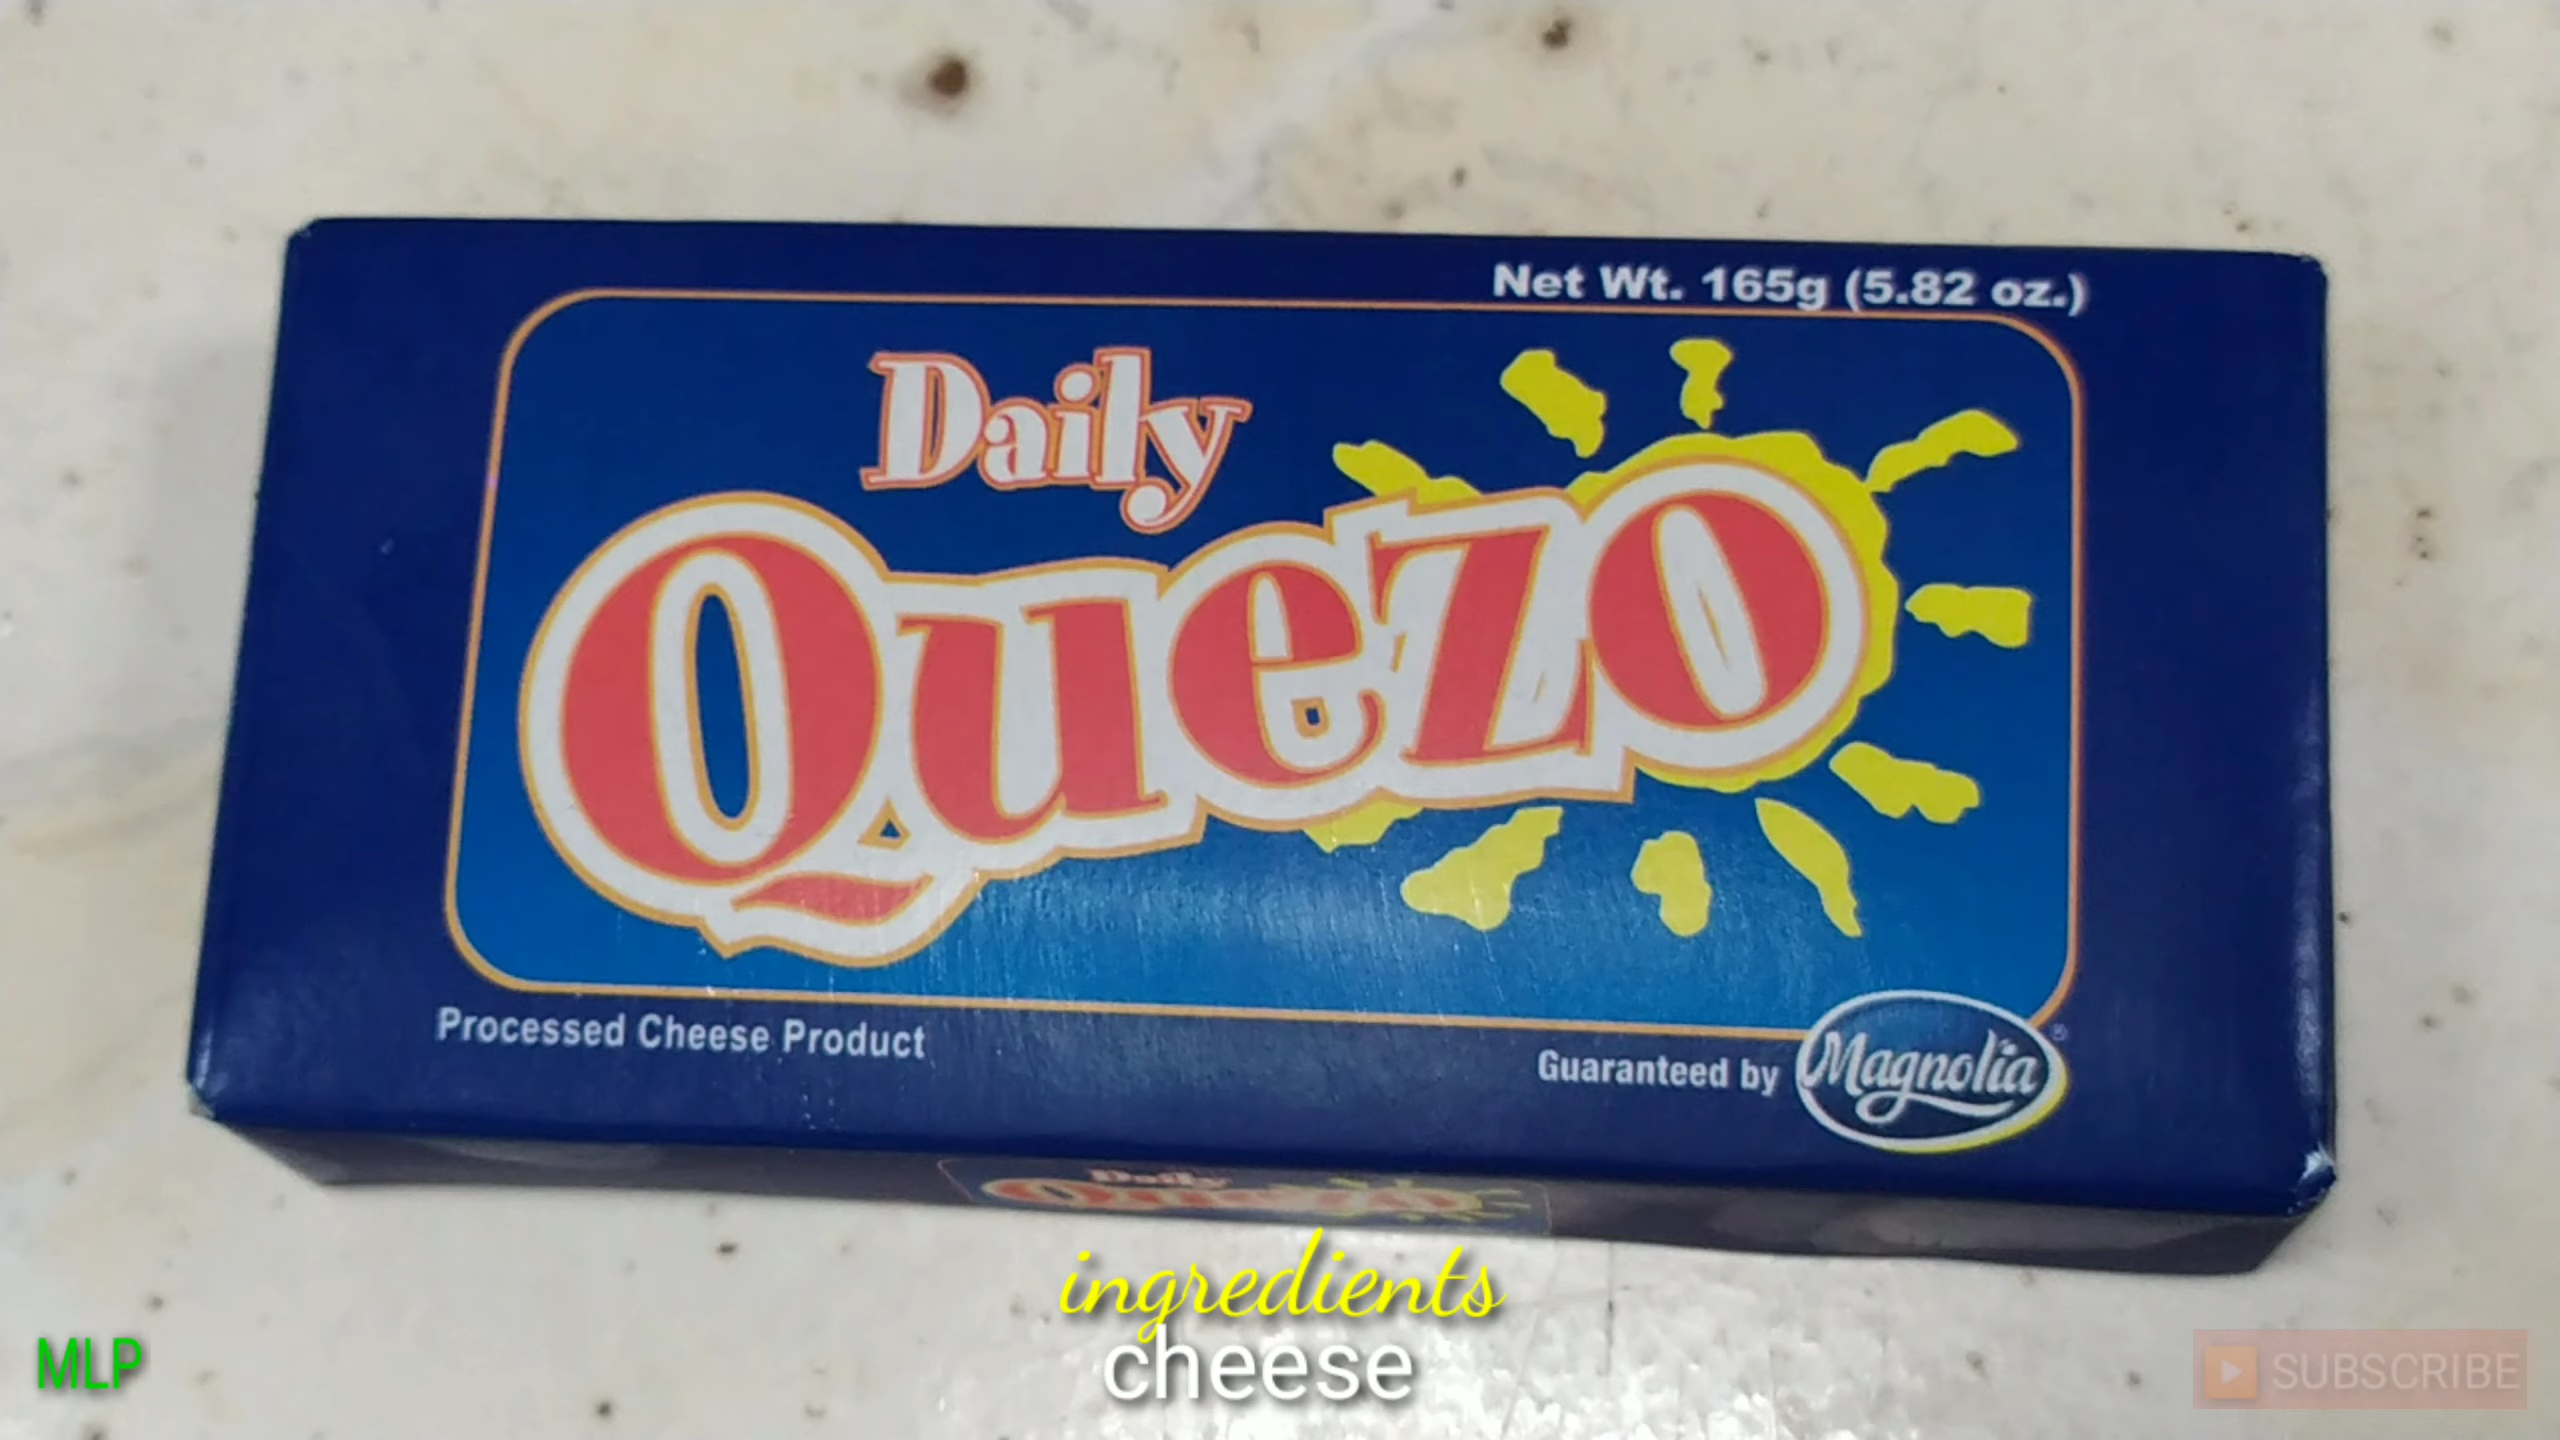 Net Wt. 165g (5.82 oz.)
Daily
Quezo
Processed Cheese Product
Guaranteed by Magnolia
Daily
Quezo
ingredients
cheese
MLP
SUBSCRIBE